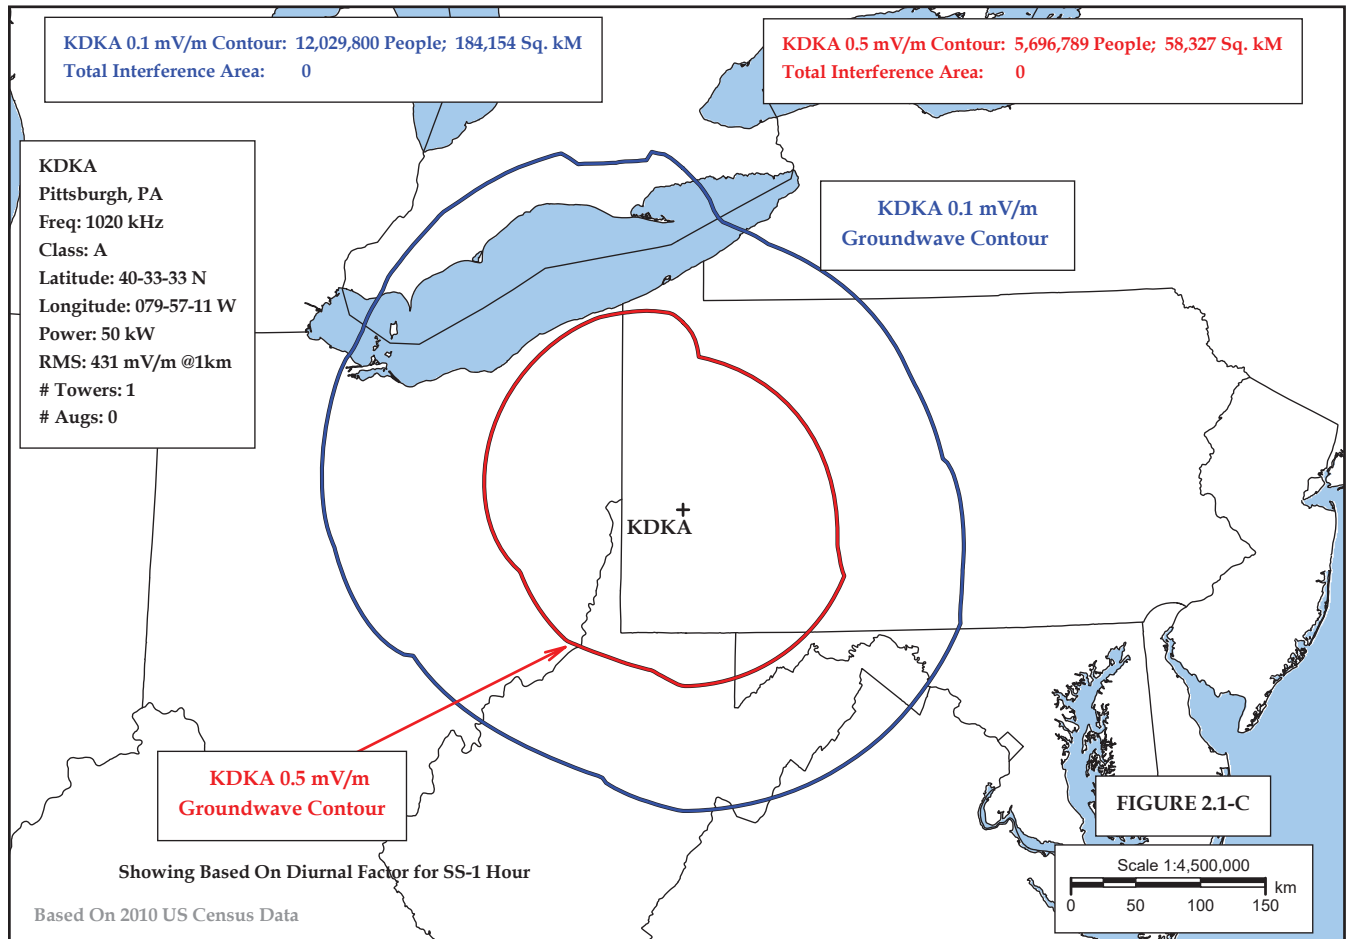 KDKA 0.1 mV/m Contour: 12,029,800 People; 184,154 Sq. kM
Total Interference Area: 0
KDKA 0.5 mV/m Contour: 5,696,789 People; 58,327 Sq. kM
Total Interference Area: 0
KDKA
Pittsburgh, PA
Freq: 1020 kHz
Class: A
Latitude: 40-33-33 N
Longitude: 079-57-11 W
Power: 50 kW
RMS: 431 mV/m @1km
# Towers: 1
# Augs: 0
KDKA 0.1 mV/m
Groundwave Contour
KDKA
KDKA 0.5 mV/m
Groundwave Contour
FIGURE 2.1-C
Showing Based On Diurnal Factor for SS-1 Hour
Based On 2010 US Census Data
Scale 1:4,500,000
km
0 50 100 150